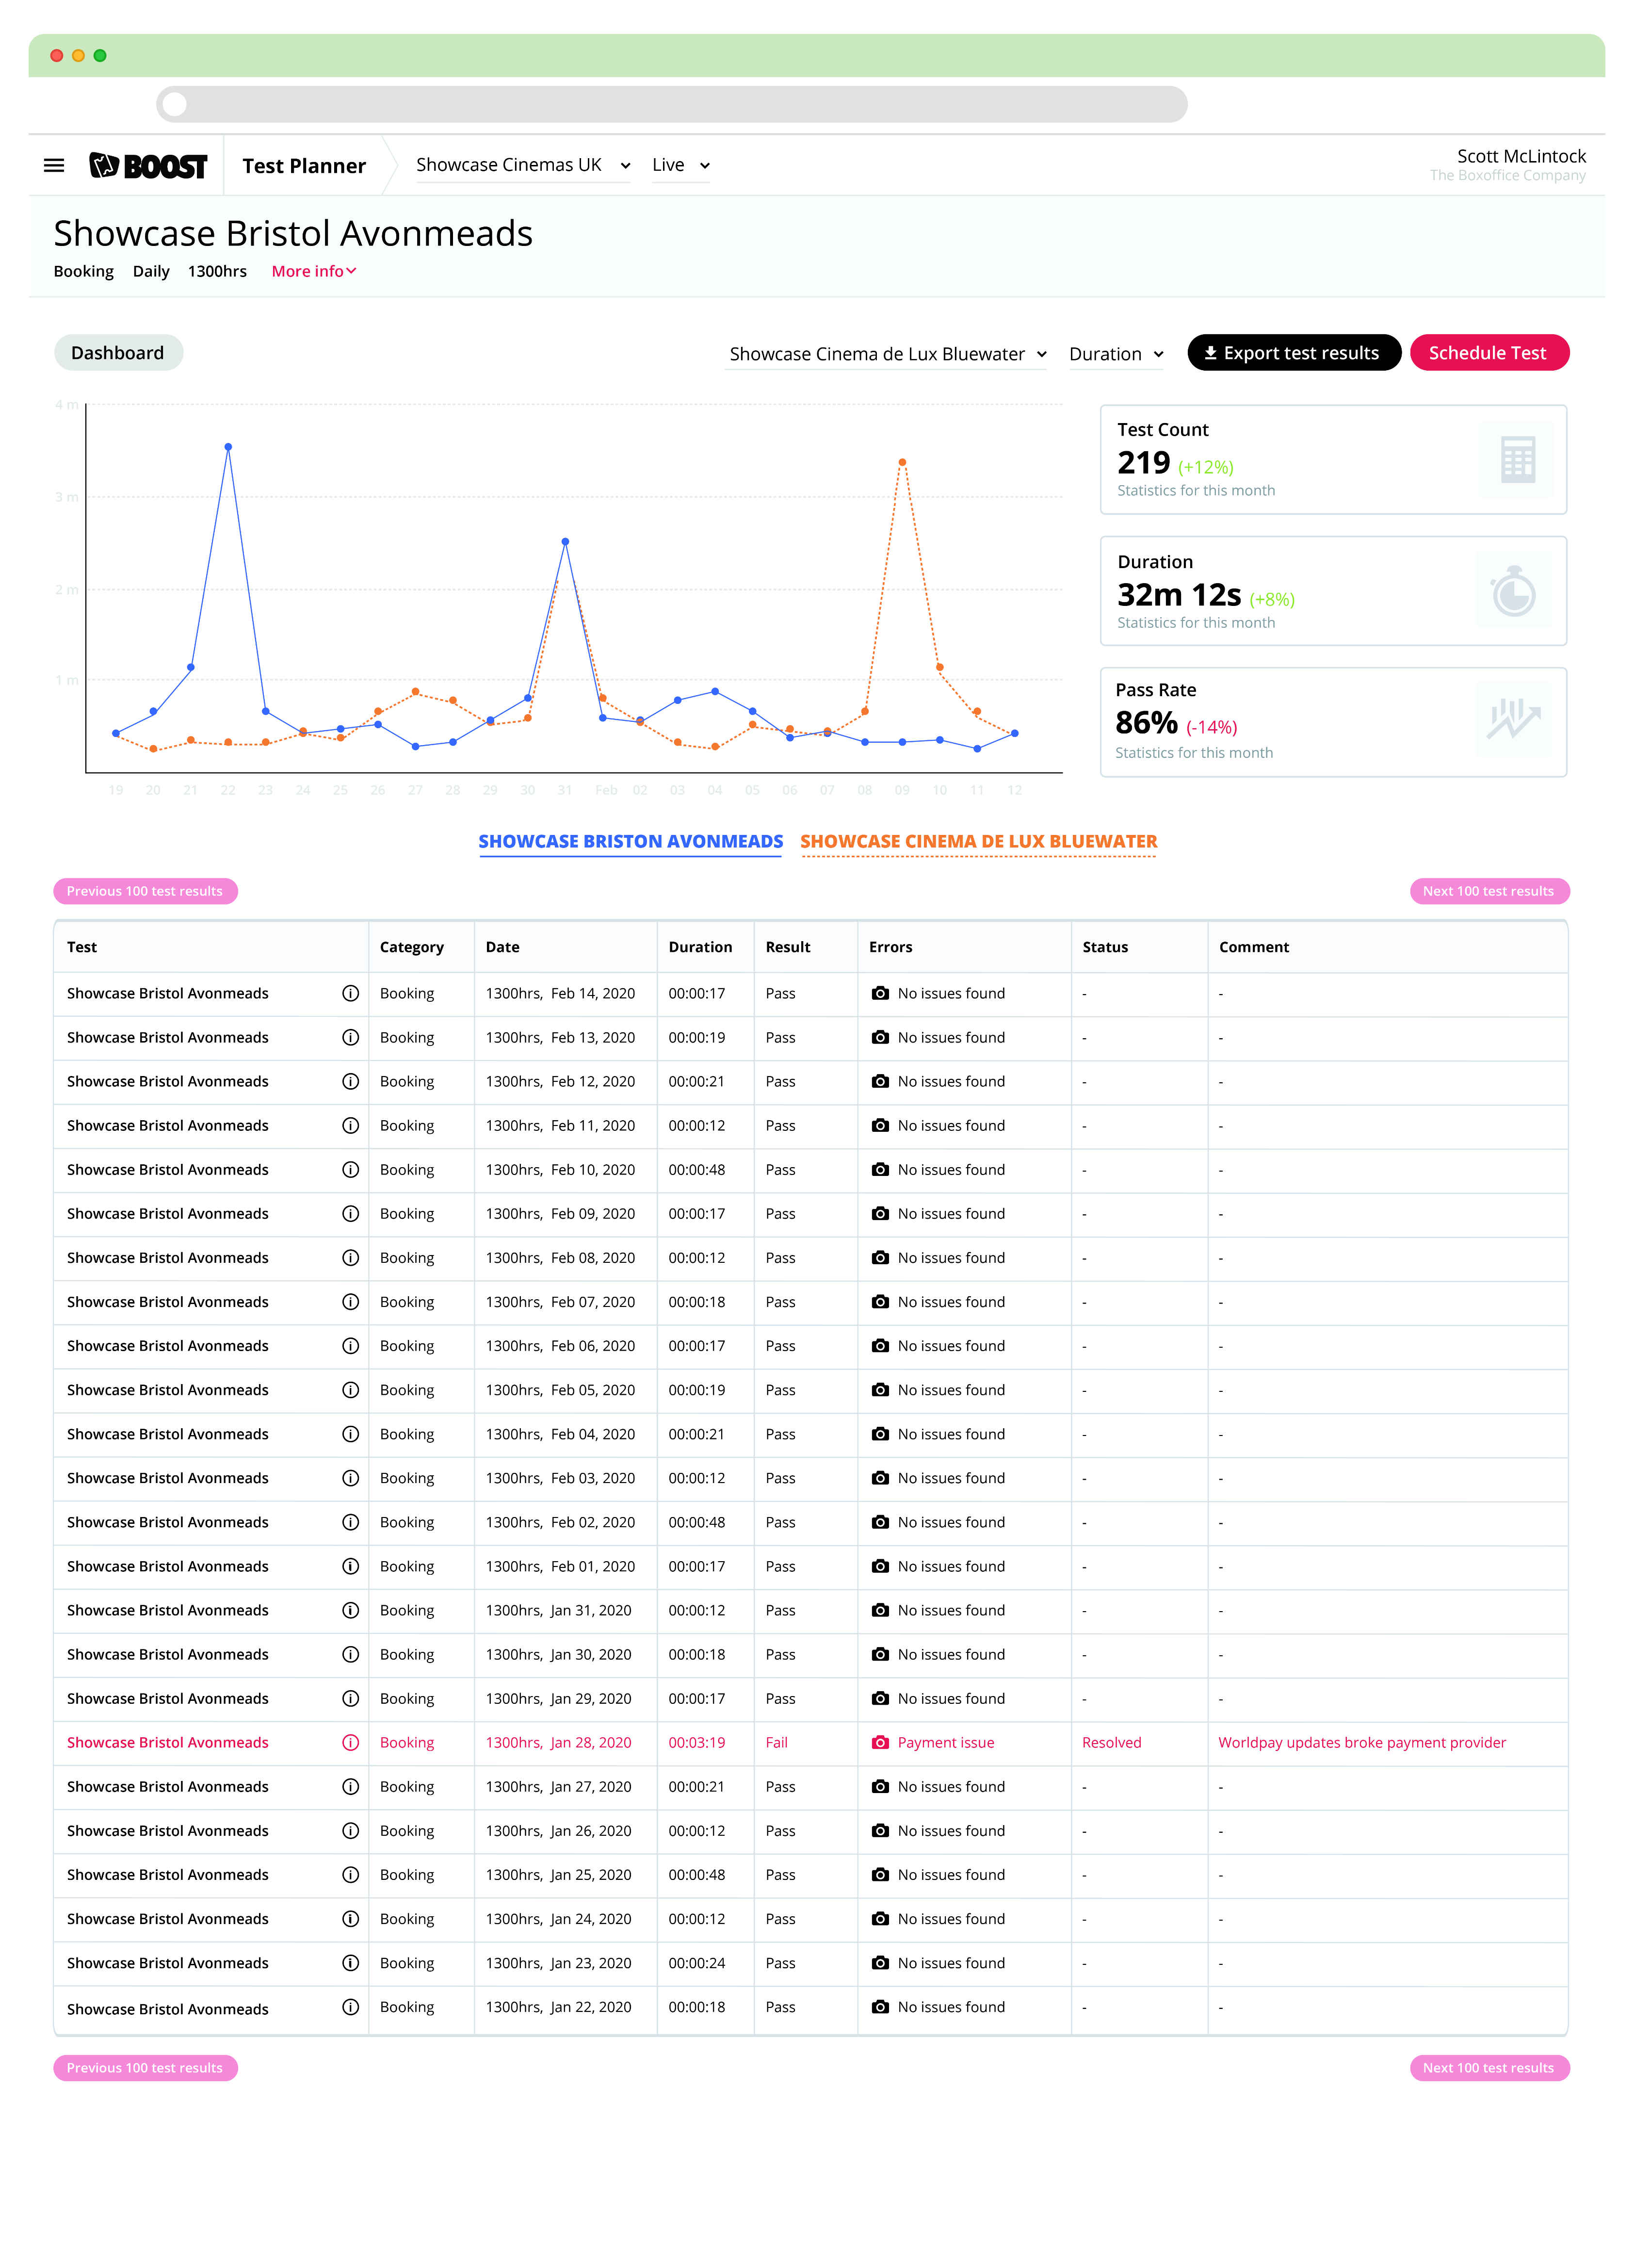 BOOST Test Planner Showcase Cinemas UK Live
Scott McLintock
The Boxoffice Company
Showcase Bristol Avonmeads
Booking Daily 1300hrs More info
Dashboard Showcase Cinema de Lux Bluewater Duration Export test results Schedule Test
4 m
3 m
2 m
1 m
19 20 21 22 23 24 25 26 27 28 29 30 31 Feb 02 03 04 05 06 07 08 09 10 11 12
Test Count
219 (+12%)
Statistics for this month
Duration
32m 12s (+8%)
Statistics for this month
Pass Rate
86% (-14%)
Statistics for this month
SHOWCASE BRISTON AVONMEADS SHOWCASE CINEMA DE LUX BLUEWATER
Previous 100 test results Next 100 test results
Test Category Date Duration Result Errors Status Comment
Showcase Bristol Avonmeads Booking 1300hrs, Feb 14, 2020 00:00:17 Pass No issues found - -
Showcase Bristol Avonmeads Booking 1300hrs, Feb 13, 2020 00:00:19 Pass No issues found - -
Showcase Bristol Avonmeads Booking 1300hrs, Feb 12, 2020 00:00:21 Pass No issues found - -
Showcase Bristol Avonmeads Booking 1300hrs, Feb 11, 2020 00:00:12 Pass No issues found - -
Showcase Bristol Avonmeads Booking 1300hrs, Feb 10, 2020 00:00:48 Pass No issues found - -
Showcase Bristol Avonmeads Booking 1300hrs, Feb 09, 2020 00:00:17 Pass No issues found - -
Showcase Bristol Avonmeads Booking 1300hrs, Feb 08, 2020 00:00:12 Pass No issues found - -
Showcase Bristol Avonmeads Booking 1300hrs, Feb 07, 2020 00:00:18 Pass No issues found - -
Showcase Bristol Avonmeads Booking 1300hrs, Feb 06, 2020 00:00:17 Pass No issues found - -
Showcase Bristol Avonmeads Booking 1300hrs, Feb 05, 2020 00:00:19 Pass No issues found - -
Showcase Bristol Avonmeads Booking 1300hrs, Feb 04, 2020 00:00:21 Pass No issues found - -
Showcase Bristol Avonmeads Booking 1300hrs, Feb 03, 2020 00:00:12 Pass No issues found - -
Showcase Bristol Avonmeads Booking 1300hrs, Feb 02, 2020 00:00:48 Pass No issues found - -
Showcase Bristol Avonmeads Booking 1300hrs, Feb 01, 2020 00:00:17 Pass No issues found - -
Showcase Bristol Avonmeads Booking 1300hrs, Jan 31, 2020 00:00:12 Pass No issues found - -
Showcase Bristol Avonmeads Booking 1300hrs, Jan 30, 2020 00:00:18 Pass No issues found - -
Showcase Bristol Avonmeads Booking 1300hrs, Jan 29, 2020 00:00:17 Pass No issues found - -
Showcase Bristol Avonmeads Booking 1300hrs, Jan 28, 2020 00:03:19 Fail Payment issue Resolved Worldpay updates broke payment provider
Showcase Bristol Avonmeads Booking 1300hrs, Jan 27, 2020 00:00:21 Pass No issues found - -
Showcase Bristol Avonmeads Booking 1300hrs, Jan 26, 2020 00:00:12 Pass No issues found - -
Showcase Bristol Avonmeads Booking 1300hrs, Jan 25, 2020 00:00:48 Pass No issues found - -
Showcase Bristol Avonmeads Booking 1300hrs, Jan 24, 2020 00:00:12 Pass No issues found - -
Showcase Bristol Avonmeads Booking 1300hrs, Jan 23, 2020 00:00:24 Pass No issues found - -
Showcase Bristol Avonmeads Booking 1300hrs, Jan 22, 2020 00:00:18 Pass No issues found - -
Previous 100 test results Next 100 test results